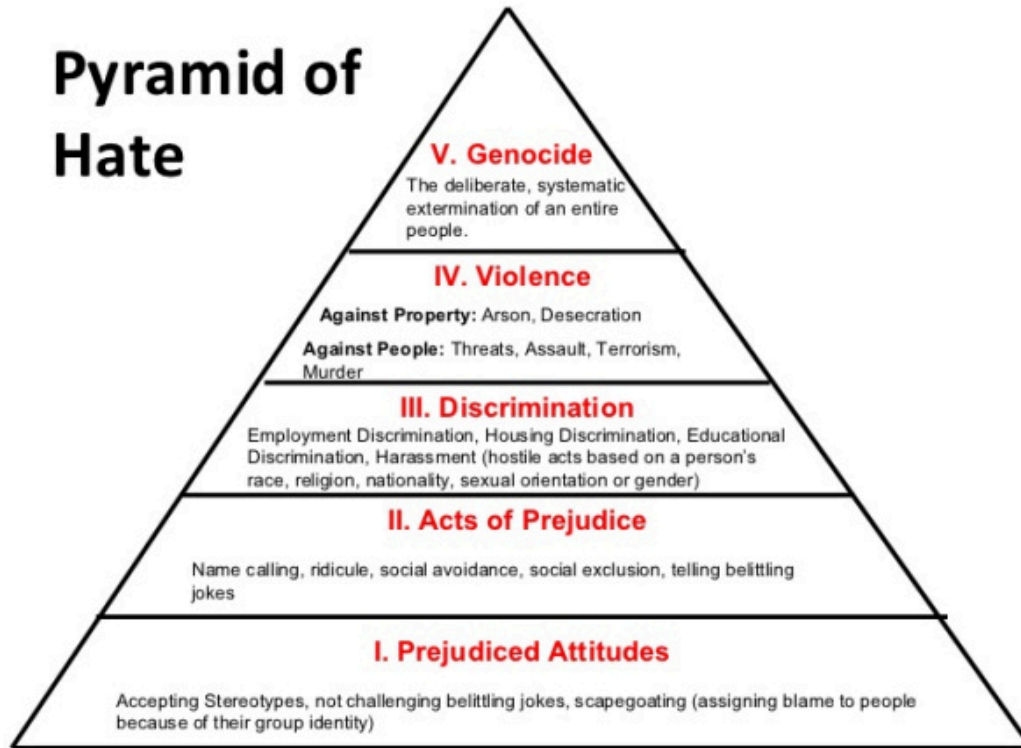 Pyramid of
Hate
V. Genocide
The deliberate, systematic
extermination of an entire
people.
IV. Violence
Against Property: Arson, Desecration
Against People: Threats, Assault, Terrorism,
Murder
III. Discrimination
Employment Discrimination, Housing Discrimination, Educational
Discrimination, Harassment (hostile acts based on a person's
race, religion, nationality, sexual orientation or gender)
II. Acts of Prejudice
Name calling, ridicule, social avoidance, social exclusion, telling belittling
jokes
I. Prejudiced Attitudes
Accepting Stereotypes, not challenging belittling jokes, scapegoating (assigning blame to people
because of their group identity)